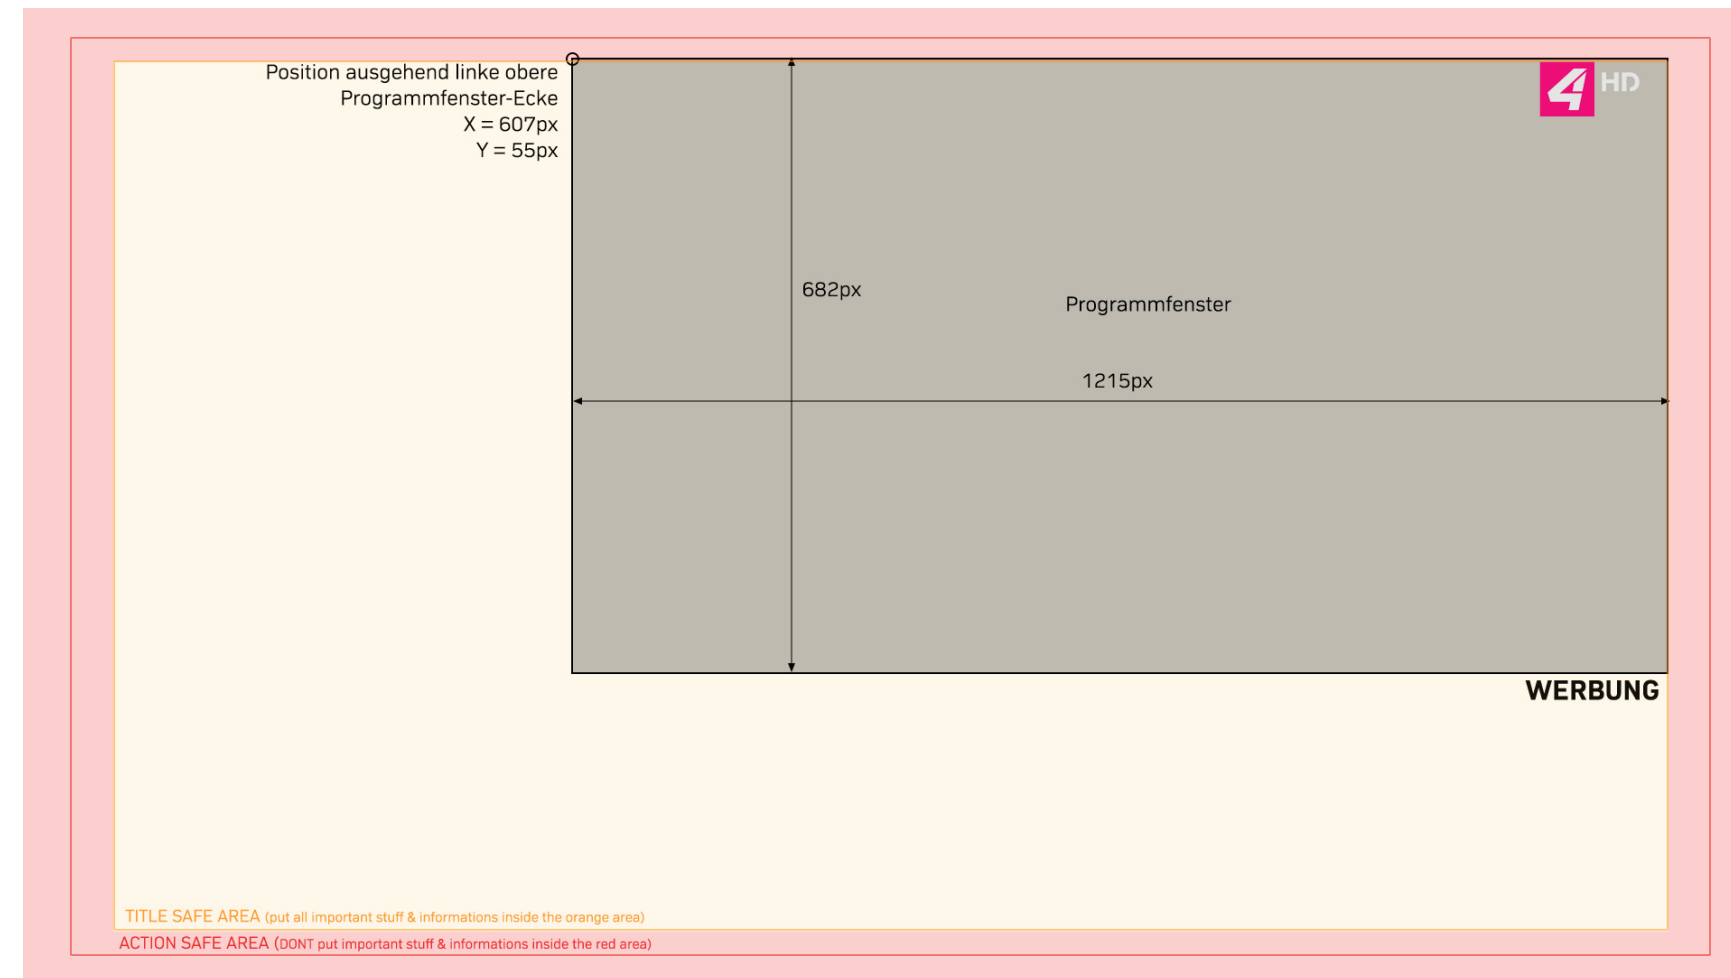 Position ausgehend linke obere
Programmfenster-Ecke
X = 607px
Y = 55px
4 HD
682px
Programmfenster
1215px
WERBUNG
TITLE SAFE AREA (put all important stuff & informations inside the orange area)
ACTION SAFE AREA (DONT put important stuff & informations inside the red area)